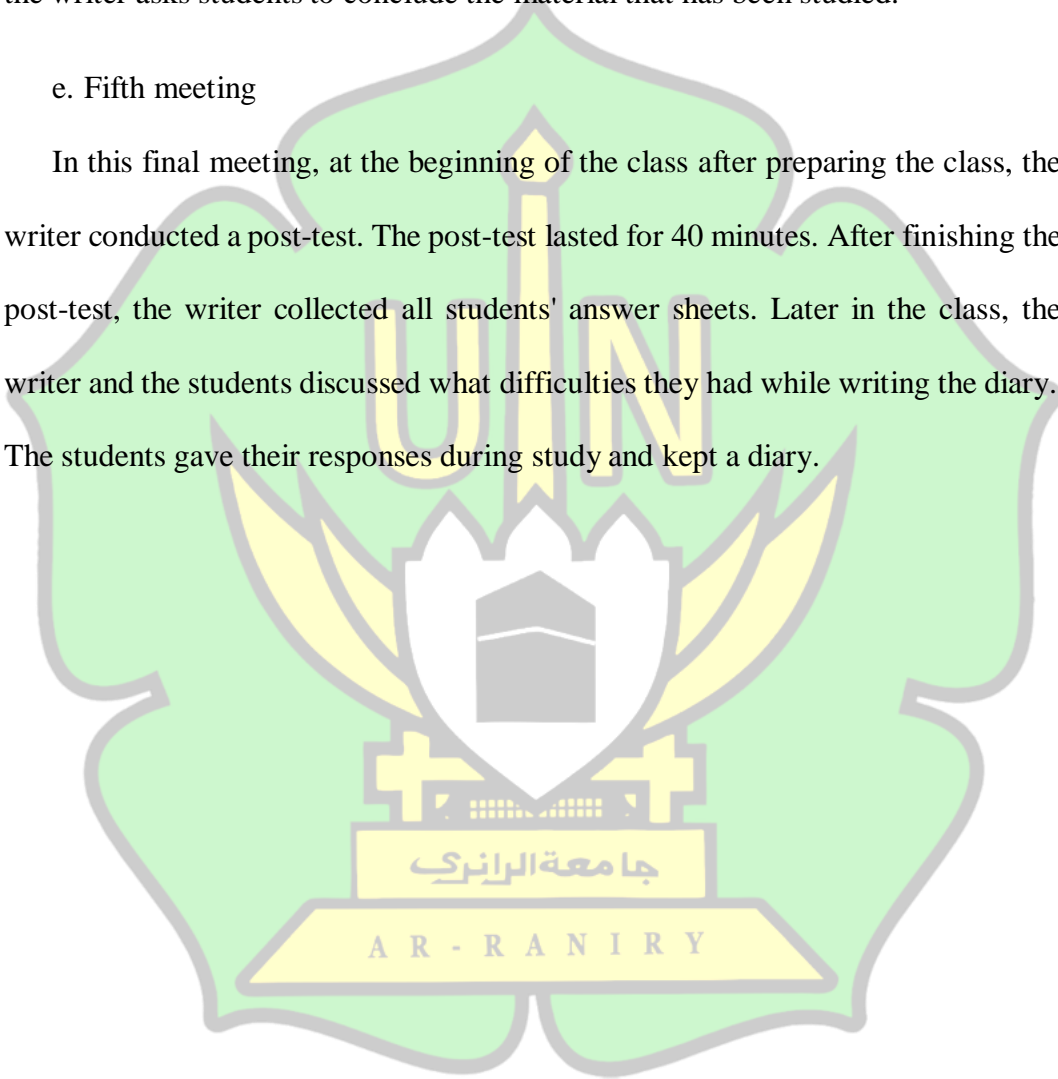 the writer asks students to conclude the material that has been studied.
e. Fifth meeting
In this final meeting, at the beginning of the class after preparing the class, the
writer conducted a post-test. The post-test lasted for 40 minutes. After finishing the
post-test, the writer collected all students' answer sheets. Later in the class, the
writer and the students discussed what difficulties they had while writing the diary.
The students gave their responses during study and kept a diary.
UIN
جامعة الرانري
AR-RANIRY